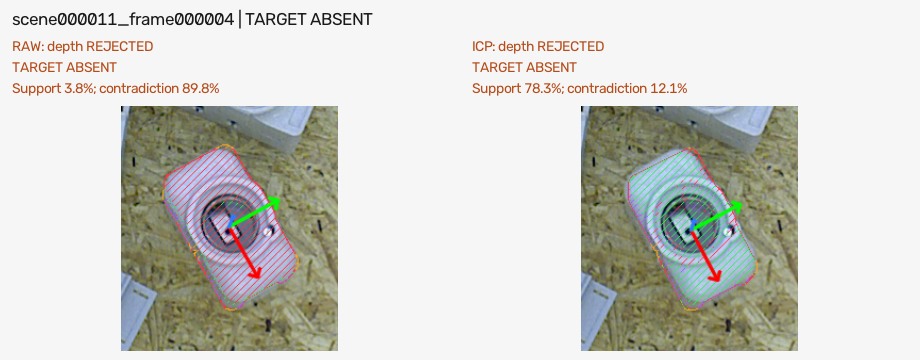 scene000011_frame000004 | TARGET ABSENT
RAW: depth REJECTED
TARGET ABSENT
Support 3.8%; contradiction 89.8%
ICP: depth REJECTED
TARGET ABSENT
Support 78.3%; contradiction 12.1%